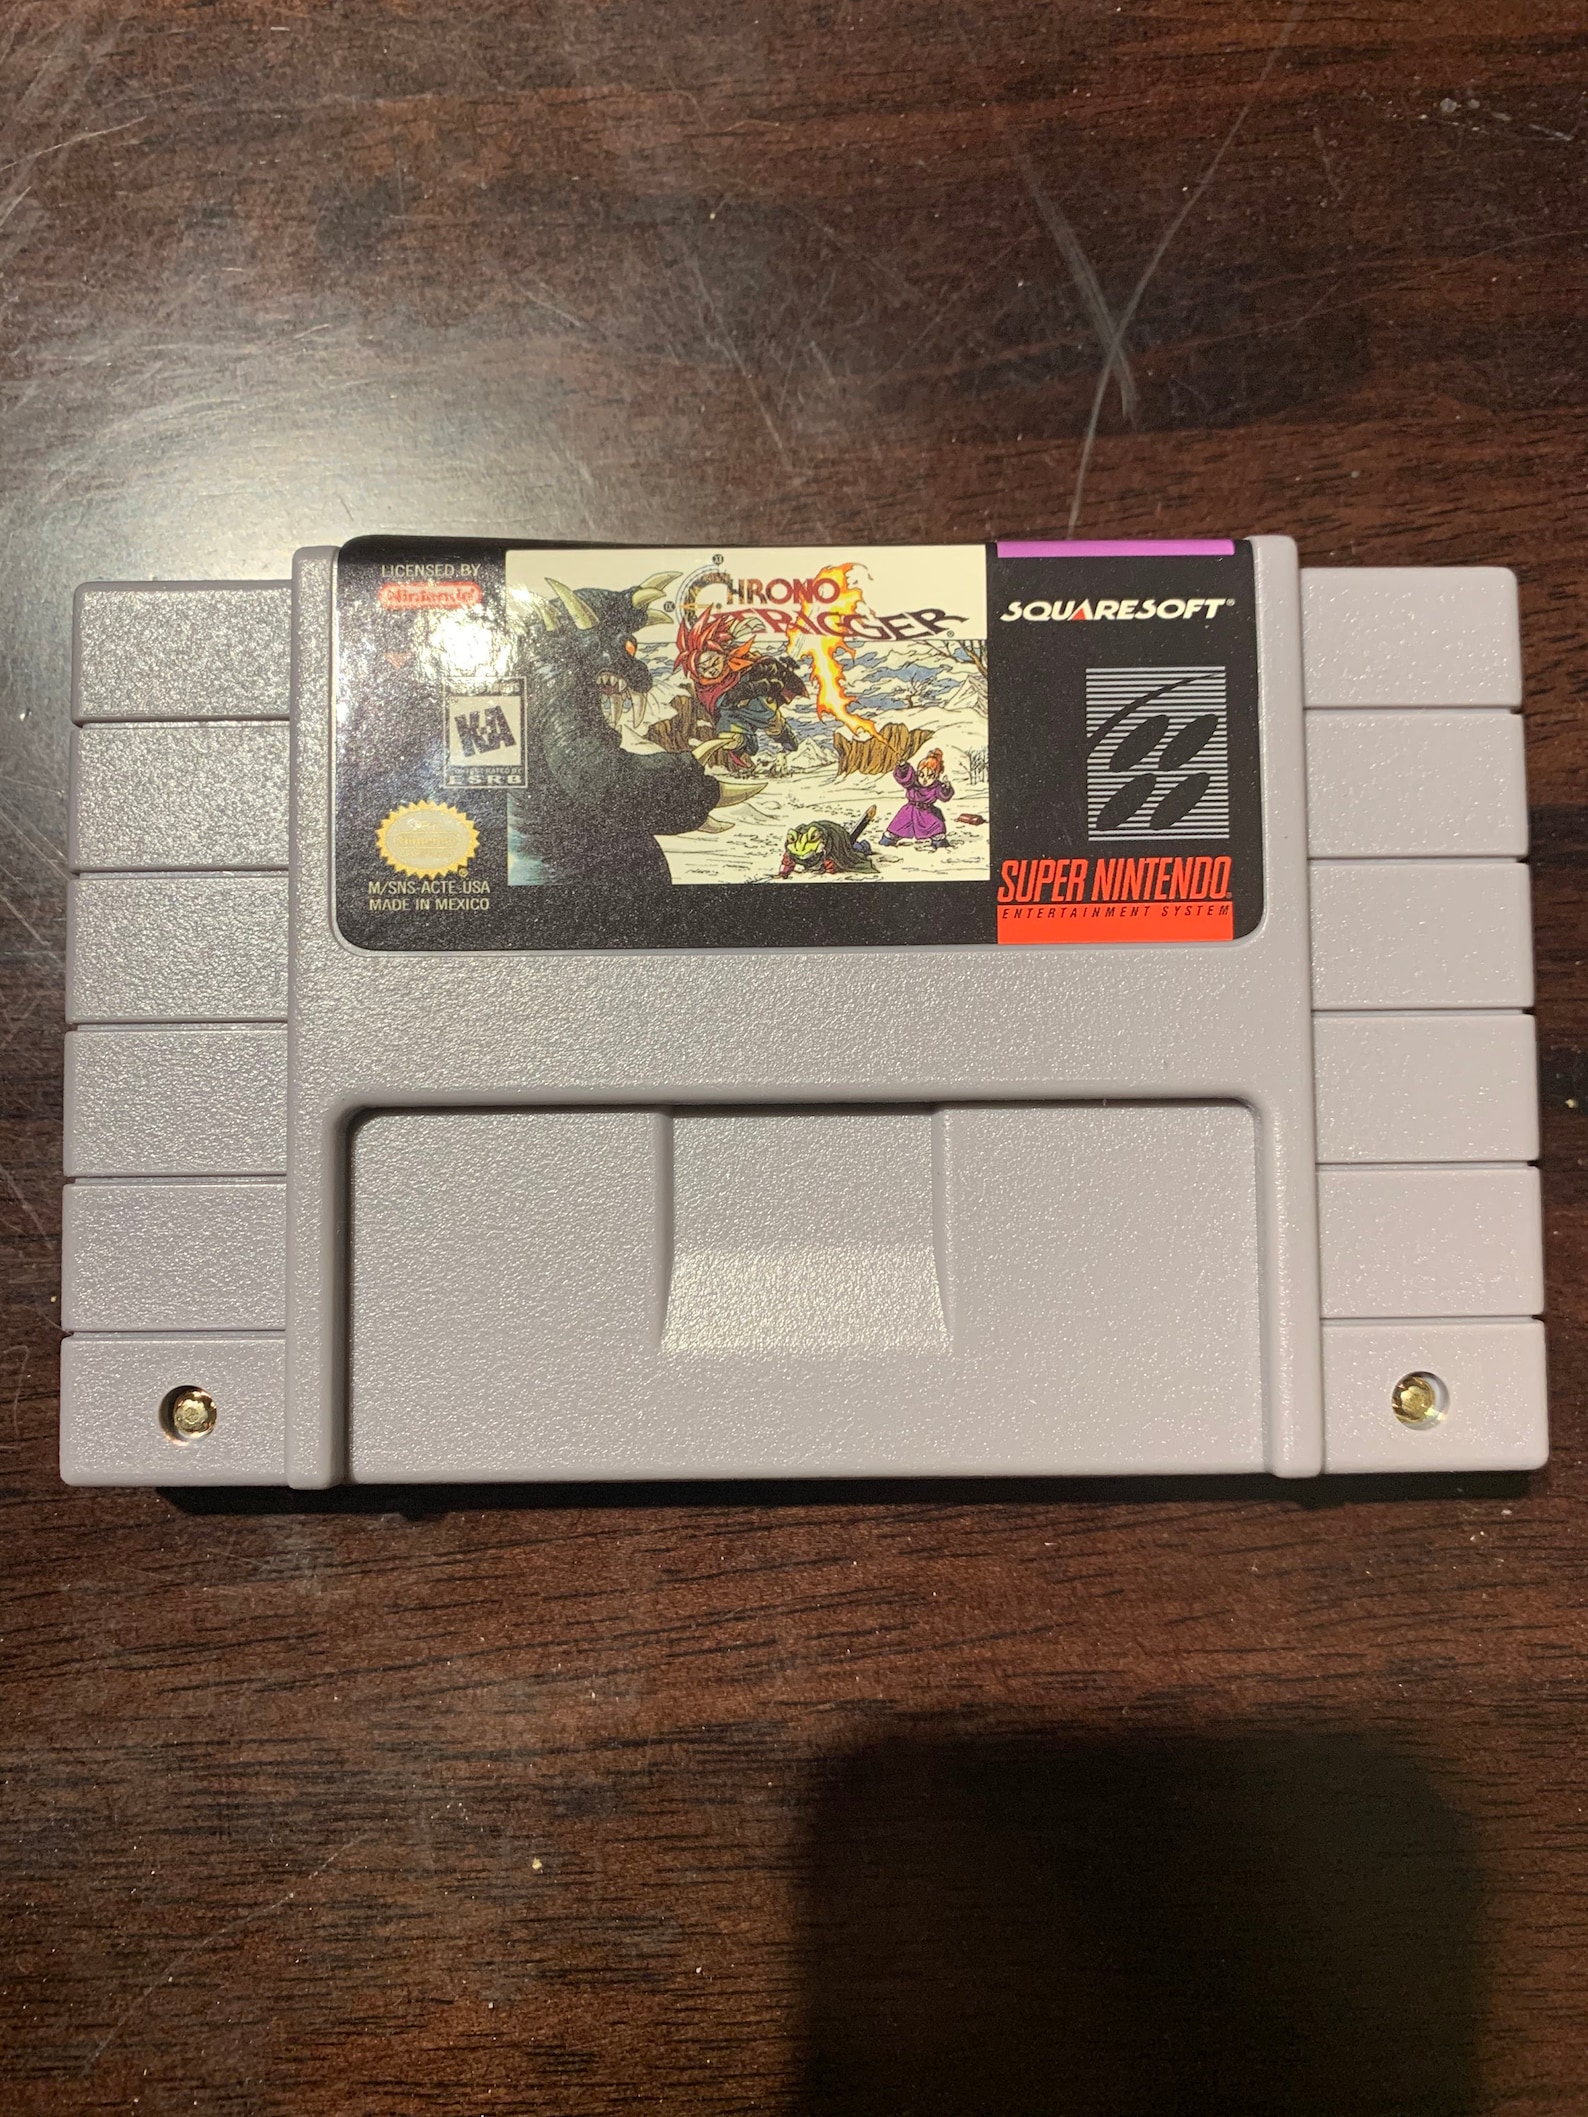 LICENSED BY
Nintendo
CHRONO
TRIGGER
SQUARESOFT®
K-A
ESRB
M/SNS-ACTE-USA
MADE IN MEXICO
SUPER NINTENDO
ENTERTAINMENT SYSTEM